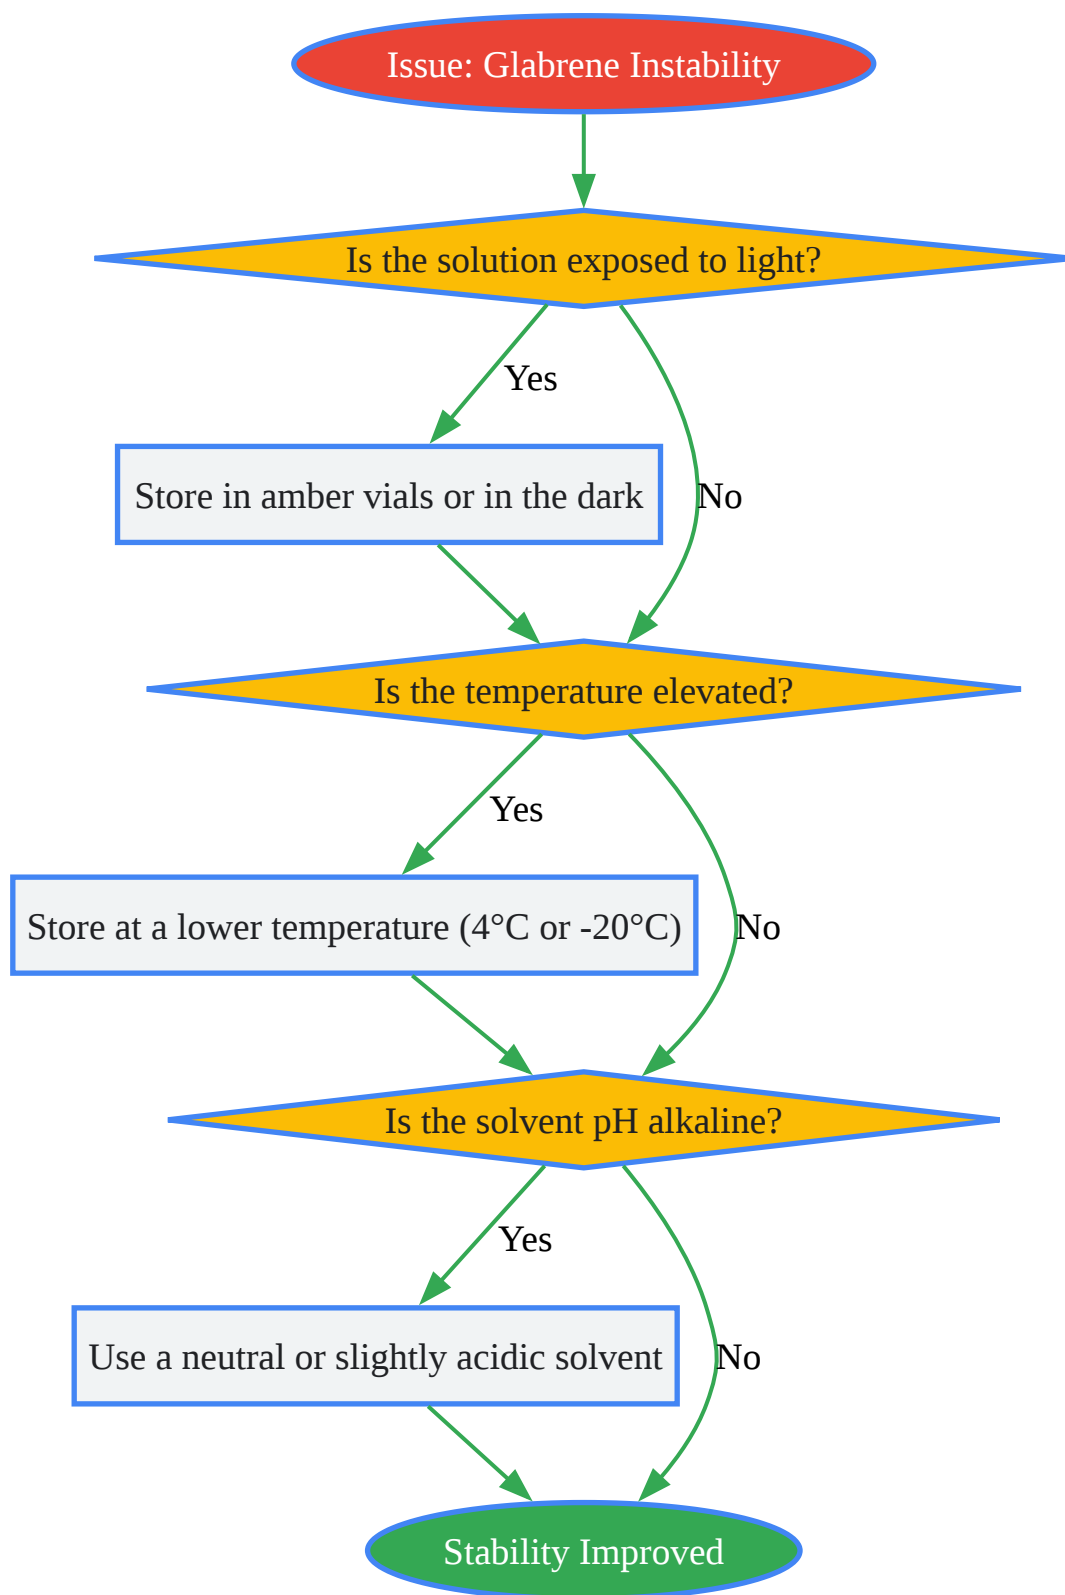 Issue: Glabrene Instability
Is the solution exposed to light?
Yes
Store in amber vials or in the dark
No
Is the temperature elevated?
Yes
Store at a lower temperature (4°C or -20°C)
No
Is the solvent pH alkaline?
Yes
Use a neutral or slightly acidic solvent
No
Stability Improved